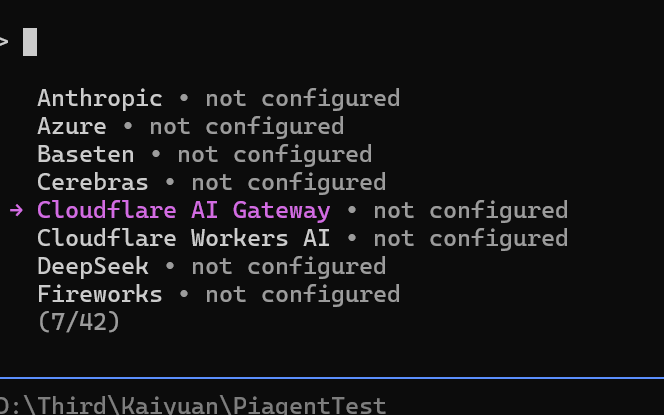 >
Anthropic • not configured
Azure • not configured
Baseten • not configured
Cerebras • not configured
→ Cloudflare AI Gateway • not configured
Cloudflare Workers AI • not configured
DeepSeek • not configured
Fireworks • not configured
(7/42)
D:\Third\Kaiyuan\PiagentTest